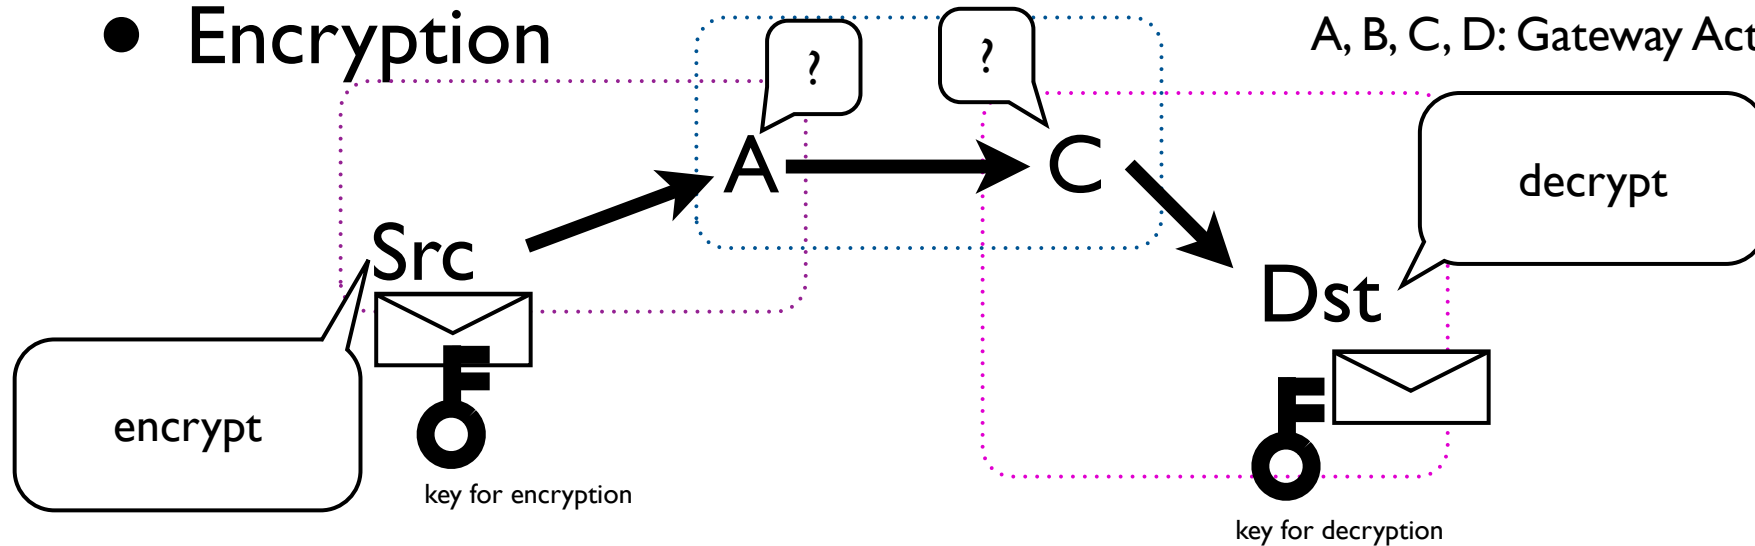 ● Encryption
A, B, C, D: Gateway Act
?
?
A
C
decrypt
Src
Dst
encrypt
key for encryption
key for decryption